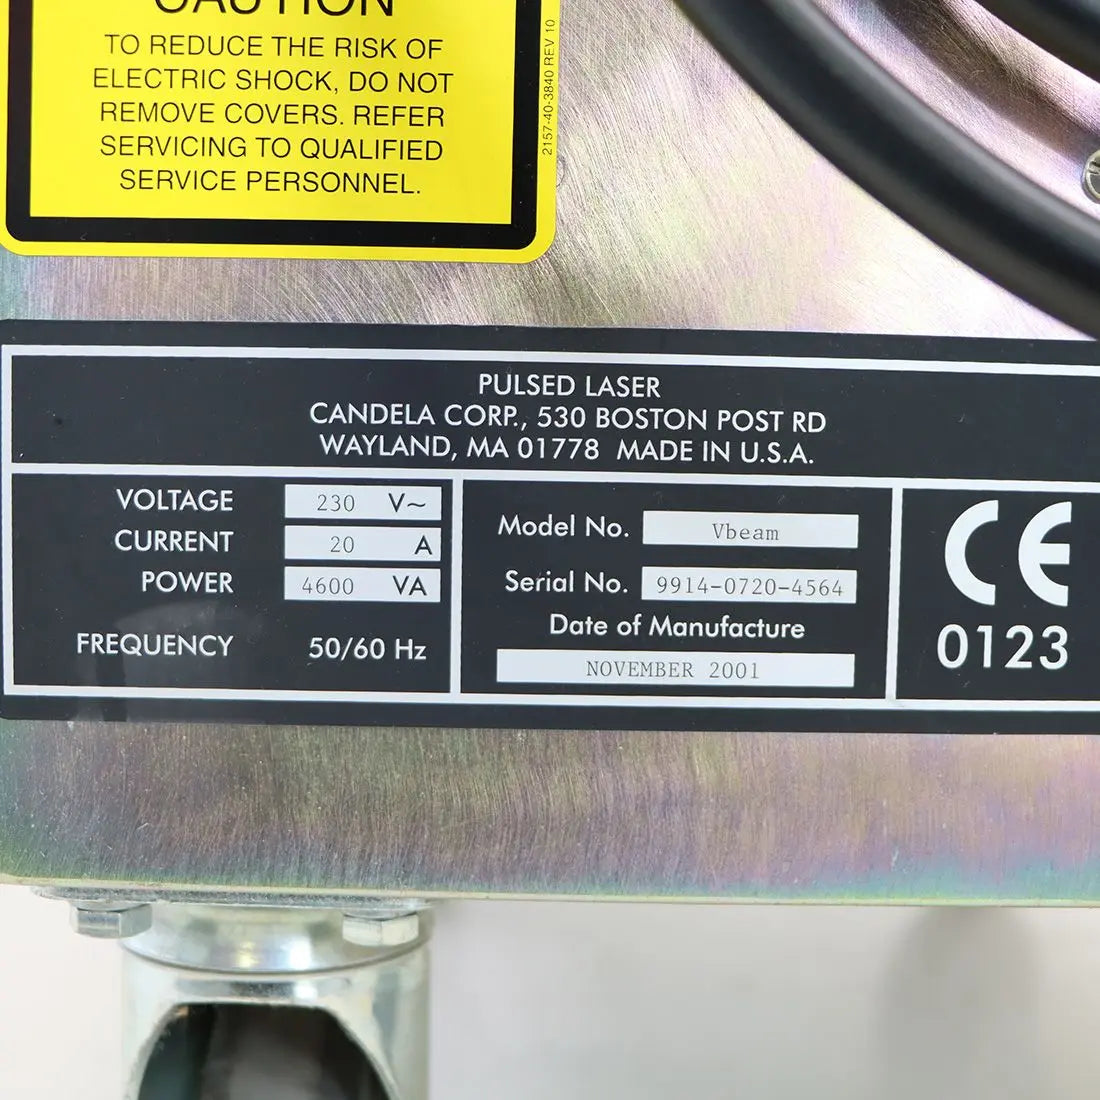 CAUTION
TO REDUCE THE RISK OF
ELECTRIC SHOCK, DO NOT
REMOVE COVERS. REFER
SERVICING TO QUALIFIED
SERVICE PERSONNEL.
2157-40-3840 REV 10
PULSED LASER
CANDELA CORP., 530 BOSTON POST RD
WAYLAND, MA 01778 MADE IN U.S.A.
VOLTAGE 230 V~
CURRENT 20 A
POWER 4600 VA
FREQUENCY 50/60 Hz
Model No. Vbeam
Serial No. 9914-0720-4564
Date of Manufacture
NOVEMBER 2001
CE
0123